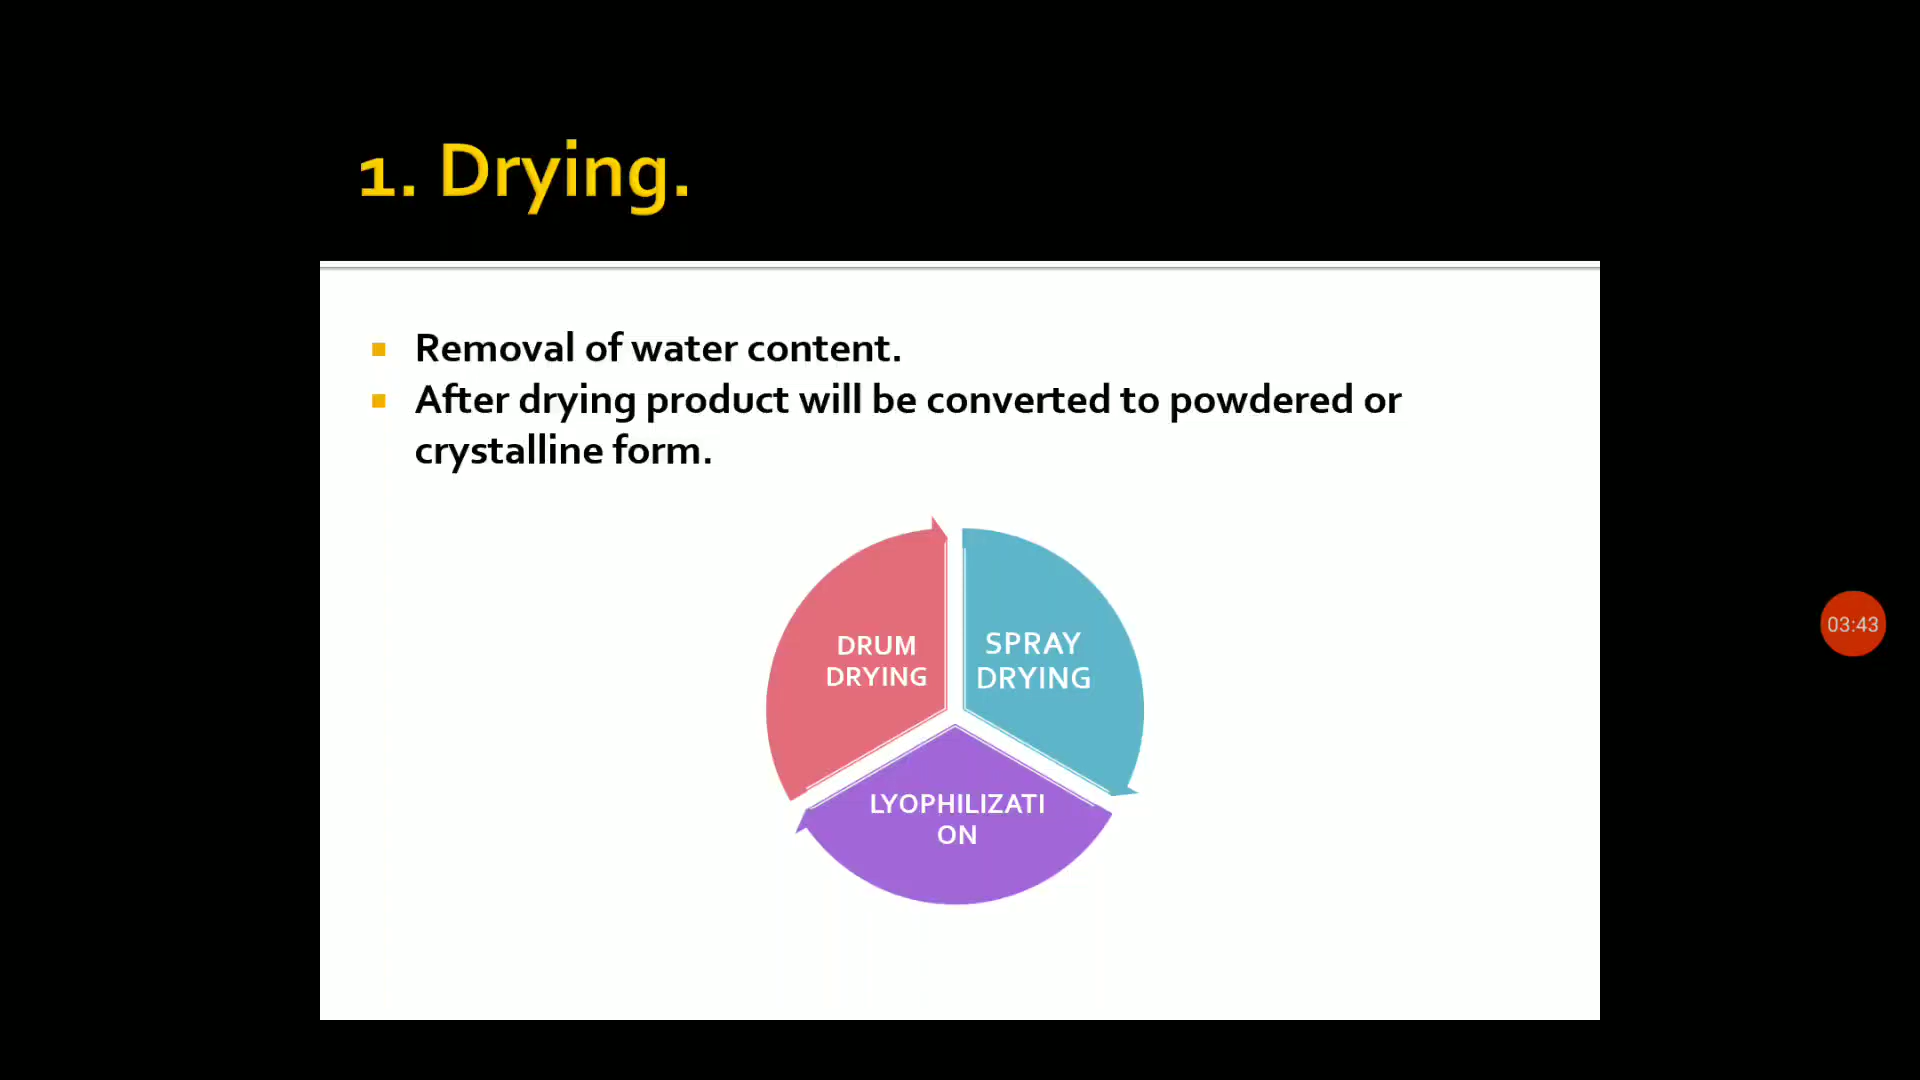 1. Drying.
Removal of water content.
After drying product will be converted to powdered or
crystalline form.
DRUM
DRYING
SPRAY
DRYING
LYOPHILIZATI
ON
03:43